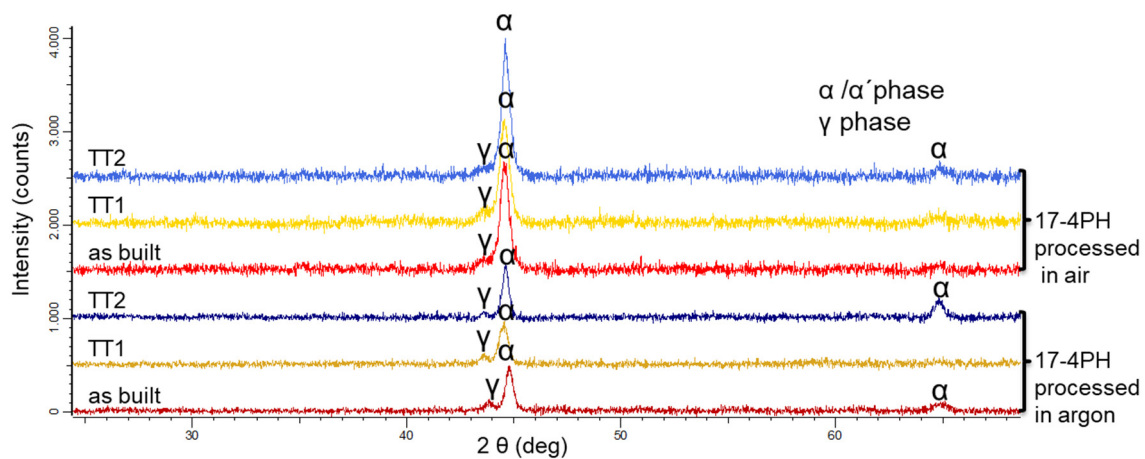 α
4.000
α
α /α´phase
γ phase
3.000
TT2
γ
α
α
TT1
γ
17-4PH
processed
in air
2.000
as built
γ
α
TT2
γ
α
α
1.000
TT1
γ
α
17-4PH
processed
in argon
as built
γ
α
0
30
40
50
60
2 θ (deg)
Intensity (counts)